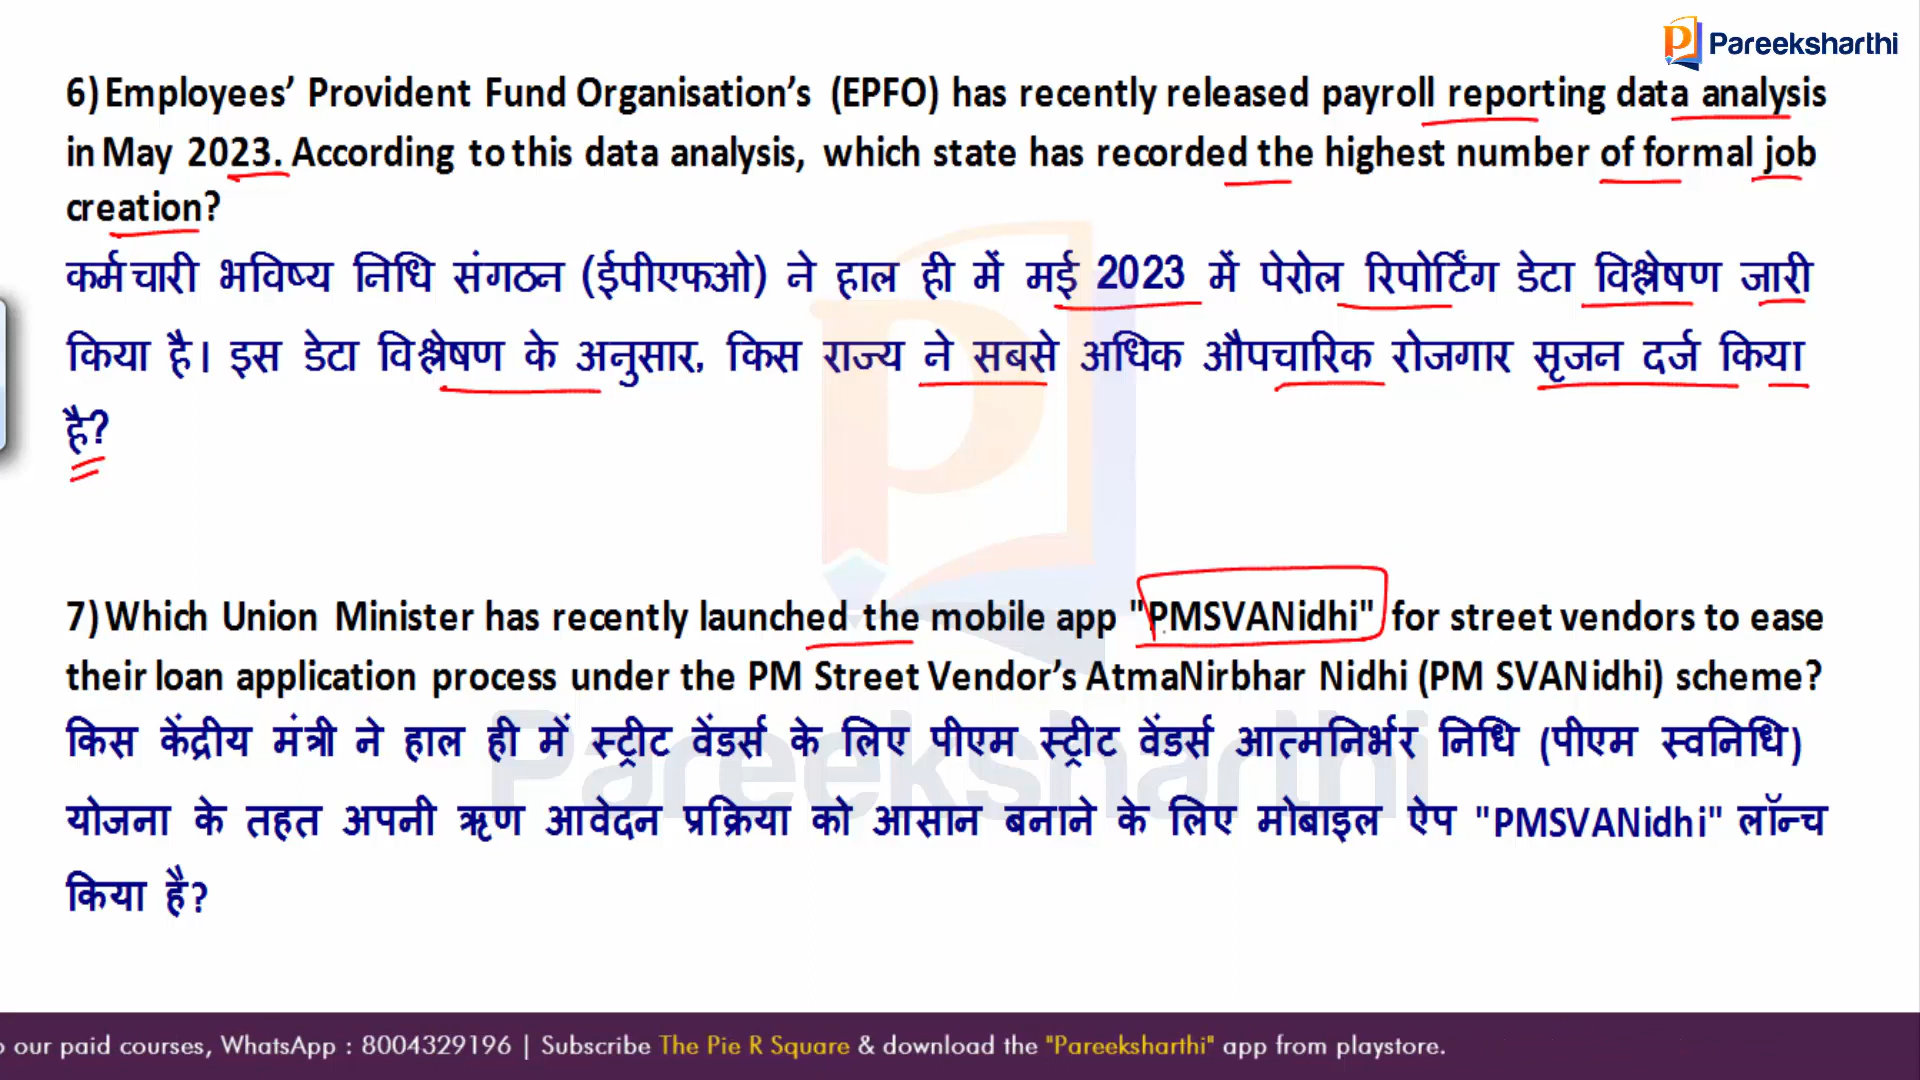 Pareeksharthi
6) Employees’ Provident Fund Organisation’s (EPFO) has recently released payroll reporting data analysis
in May 2023. According to this data analysis, which state has recorded the highest number of formal job
creation?
कर्मचारी भविष्य निधि संगठन (ईपीएफओ) ने हाल ही में मई 2023 में पेरोल रिपोर्टिंग डेटा विश्लेषण जारी
किया है। इस डेटा विश्लेषण के अनुसार, किस राज्य ने सबसे अधिक औपचारिक रोजगार सृजन दर्ज किया
है?
7) Which Union Minister has recently launched the mobile app "PMSVANidhi" for street vendors to ease
their loan application process under the PM Street Vendor’s AtmaNirbhar Nidhi (PM SVANidhi) scheme?
किस केंद्रीय मंत्री ने हाल ही में स्ट्रीट वेंडर्स के लिए पीएम स्ट्रीट वेंडर्स आत्मनिर्भर निधि (पीएम स्वनिधि)
योजना के तहत अपनी ऋण आवेदन प्रक्रिया को आसान बनाने के लिए मोबाइल ऐप "PMSVANidhi" लॉन्च
किया है?
Pareeksharthi
o our paid courses, WhatsApp : 8004329196 | Subscribe The Pie R Square & download the "Pareeksharthi" app from playstore.